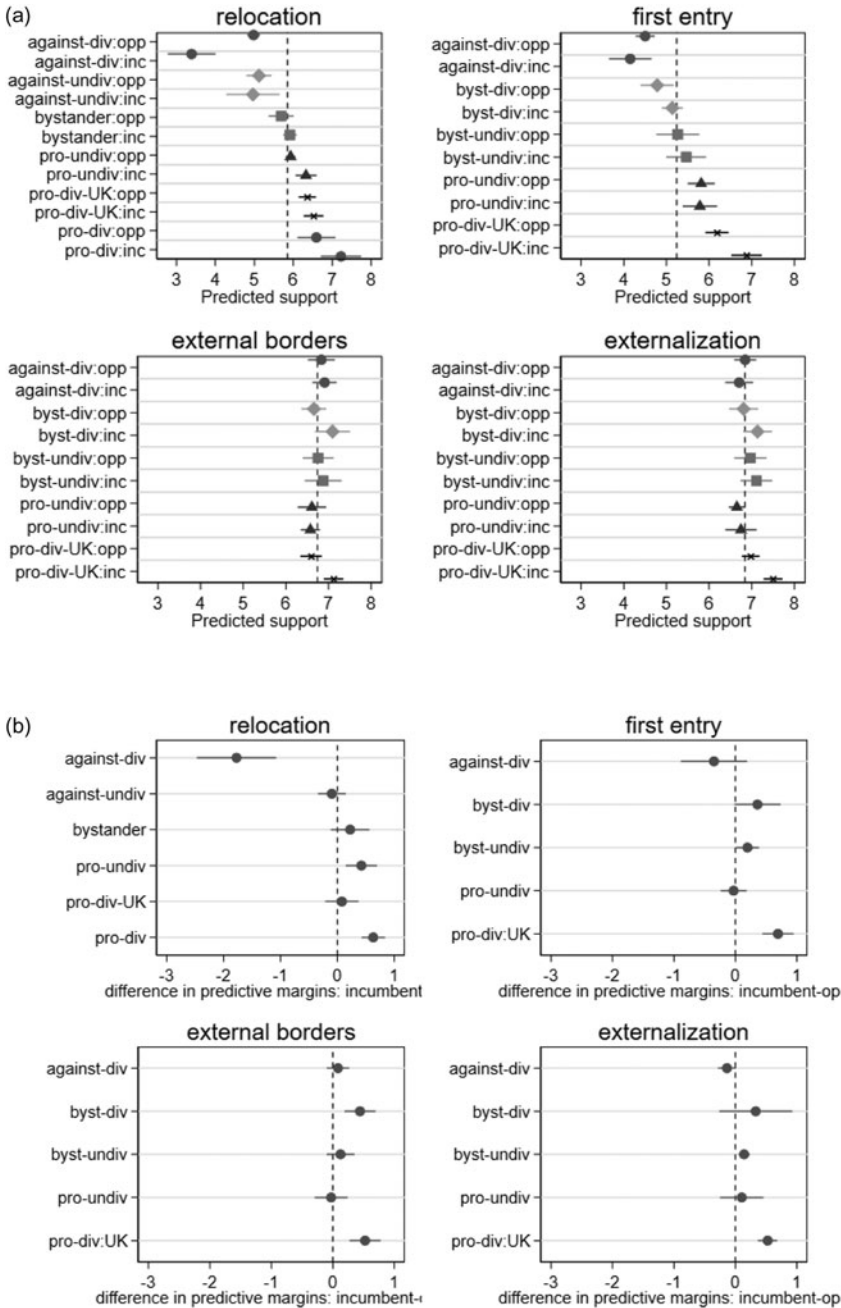 (a)
relocation
against-div:opp
against-div:inc
against-undiv:opp
against-undiv:inc
bystander:opp
bystander:inc
pro-undiv:opp
pro-undiv:inc
pro-div-UK:opp
pro-div-UK:inc
pro-div:opp
pro-div:inc
3 4 5 6 7 8
Predicted support
first entry
against-div:opp
against-div:inc
byst-div:opp
byst-div:inc
byst-undiv:opp
byst-undiv:inc
pro-undiv:opp
pro-undiv:inc
pro-div-UK:opp
pro-div-UK:inc
3 4 5 6 7 8
Predicted support
external borders
against-div:opp
against-div:inc
byst-div:opp
byst-div:inc
byst-undiv:opp
byst-undiv:inc
pro-undiv:opp
pro-undiv:inc
pro-div-UK:opp
pro-div-UK:inc
3 4 5 6 7 8
Predicted support
externalization
against-div:opp
against-div:inc
byst-div:opp
byst-div:inc
byst-undiv:opp
byst-undiv:inc
pro-undiv:opp
pro-undiv:inc
pro-div-UK:opp
pro-div-UK:inc
3 4 5 6 7 8
Predicted support
(b)
relocation
against-div
against-undiv
bystander
pro-undiv
pro-div-UK
pro-div
-3 -2 -1 0 1
difference in predictive margins: incumbent
first entry
against-div
byst-div
byst-undiv
pro-undiv
pro-div:UK
-3 -2 -1 0 1
difference in predictive margins: incumbent-op
external borders
against-div
byst-div
byst-undiv
pro-undiv
pro-div:UK
-3 -2 -1 0 1
difference in predictive margins: incumbent-
externalization
against-div
byst-div
byst-undiv
pro-undiv
pro-div:UK
-3 -2 -1 0 1
difference in predictive margins: incumbent-op